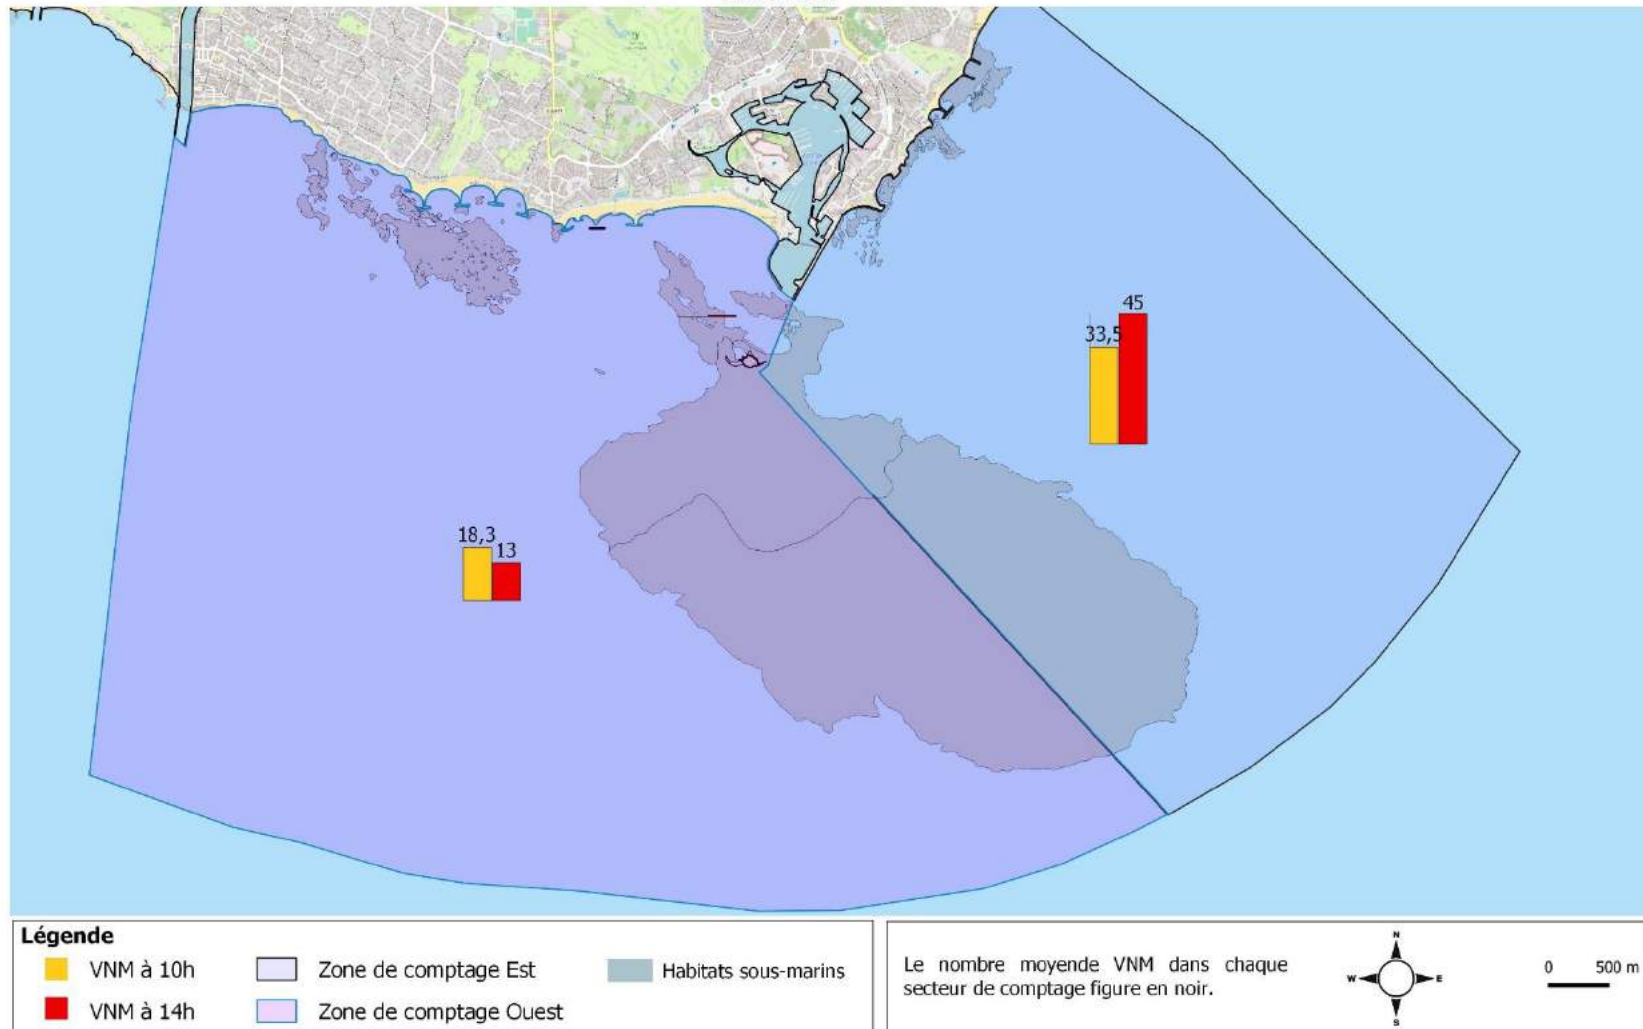 45
33,5
18,3
13
Légende
VNM à 10h
Zone de comptage Est
Habitats sous-marins
VNM à 14h
Zone de comptage Ouest
Le nombre moyende VNM dans chaque
secteur de comptage figure en noir.
N
W
E
S
0 500 m